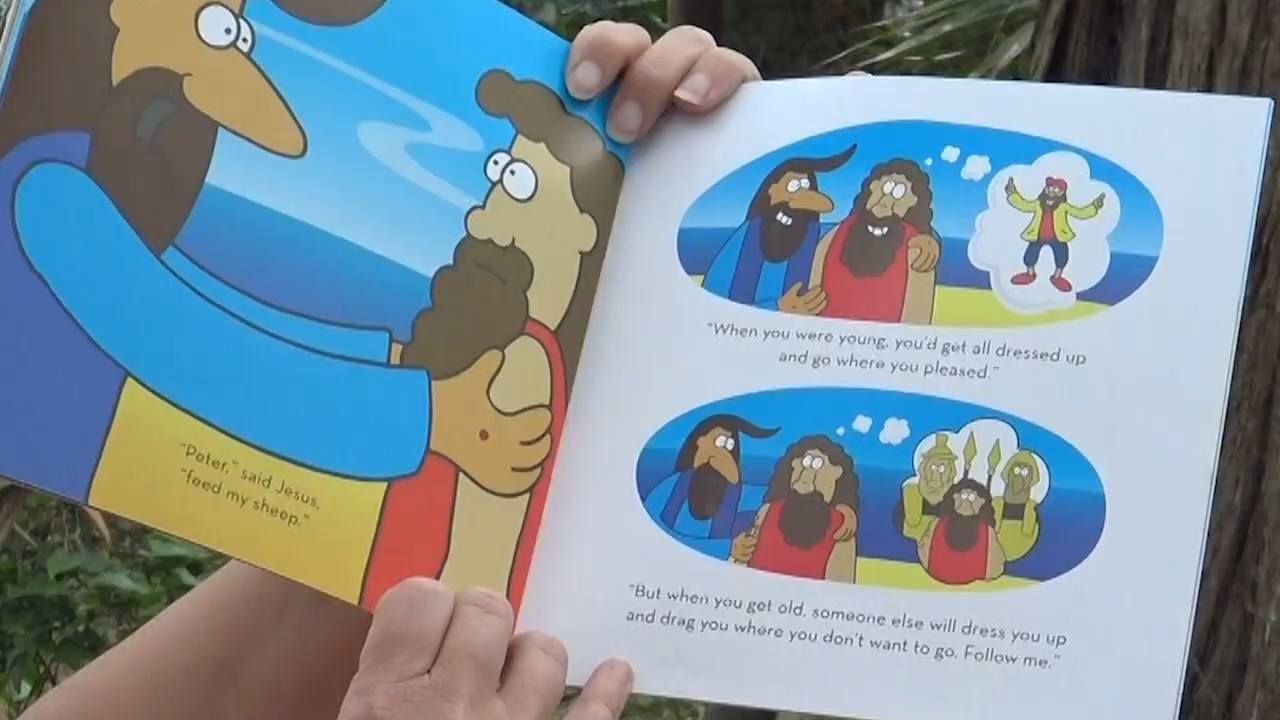 "Peter," said Jesus,
"feed my sheep."
"When you were young, you'd get all dressed up
and go where you pleased."
"But when you get old, someone else will dress you up
and drag you where you don't want to go. Follow me."